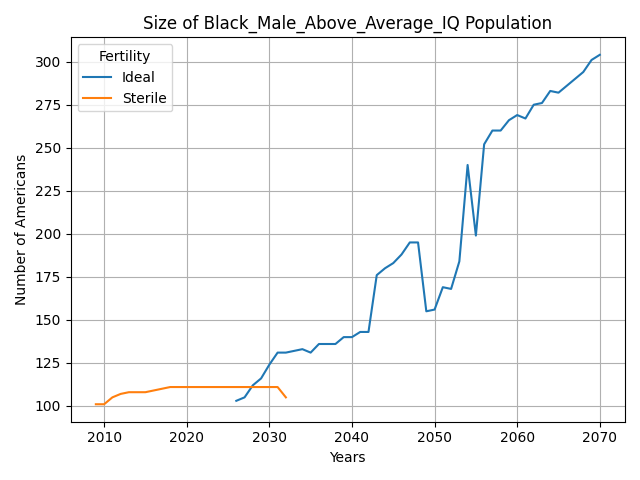 Size of Black_Male_Above_Average_IQ Population
Number of Americans
Fertility
Ideal
Sterile
300
275
250
225
200
175
150
125
100
2010 2020 2030 2040 2050 2060 2070
Years